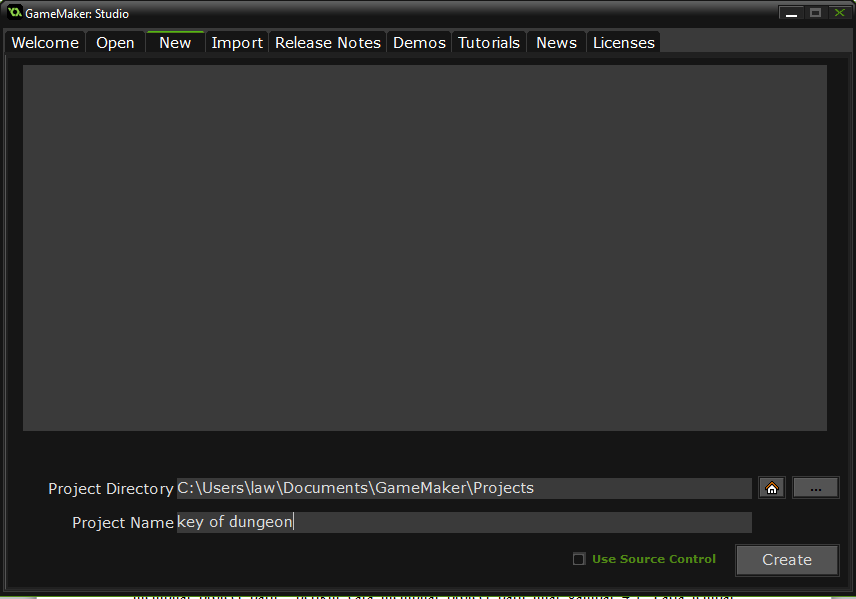 GameMaker: Studio
Welcome Open New Import Release Notes Demos Tutorials News Licenses
Project Directory C:\Users\law\Documents\GameMaker\Projects ...
Project Name key of dungeon
Use Source Control Create